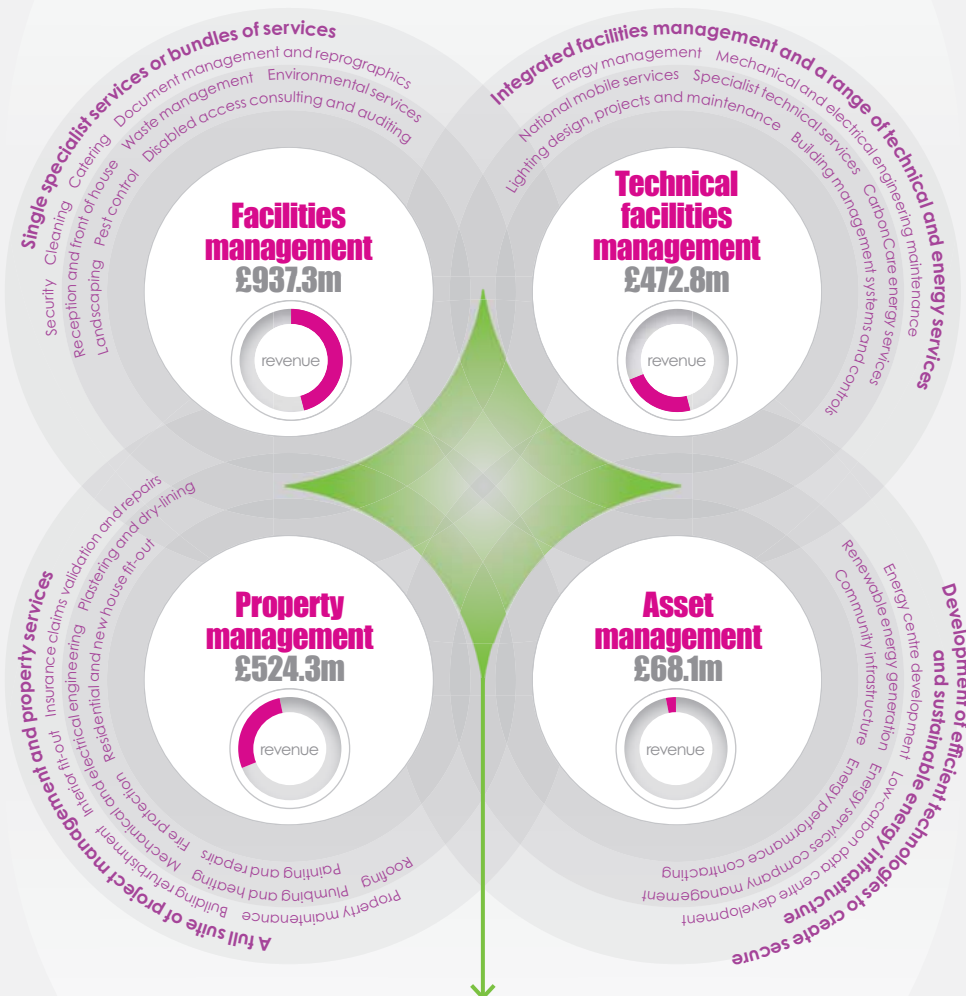 Single specialist services or bundles of services
Security Cleaning Catering Document management and reprographics
Reception and front of house Waste management Environmental services
Landscaping Pest control Disabled access consulting and auditing
Facilities
management
£937.3m
revenue
Integrated facilities management and a range of technical and energy services
Energy management Mechanical and electrical engineering maintenance
National mobile services Specialist technical services CarbonCare energy services
Lighting design, projects and maintenance Building management systems and controls
Technical
facilities
management
£472.8m
revenue
A full suite of project management and property services
Property maintenance Building refurbishment Interior fit-out Insurance claims validation and repairs
Roofing Plumbing and heating Mechanical and electrical engineering Plastering and dry-lining
Painting and repairs Fire protection Residential and new house fit-out
Property
management
£524.3m
revenue
Development of efficient technologies to create secure
and sustainable energy infrastructure
Energy centre development Low-carbon data centre development
Renewable energy generation Energy services company management
Community infrastructure Energy performance contracting
Asset
management
£68.1m
revenue